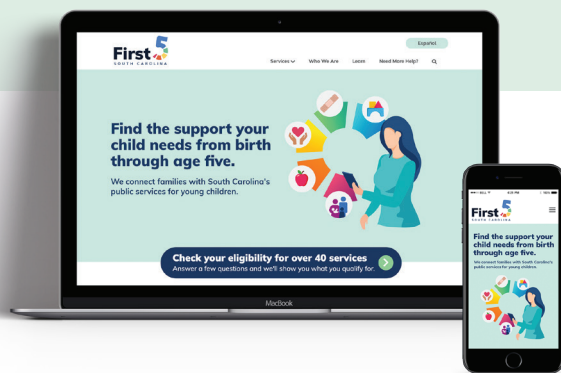 Español
First 5
SOUTH CAROLINA
Services Who We Are Learn Need More Help?
Find the support your
child needs from birth
through age five.
We connect families with South Carolina's
public services for young children.
Check your eligibility for over 40 services
Answer a few questions and we'll show you what you qualify for.
MacBook
4:21 PM
First 5
Find the support your
child needs from birth
through age five.
We connect families with South Carolina's
public services for young children.